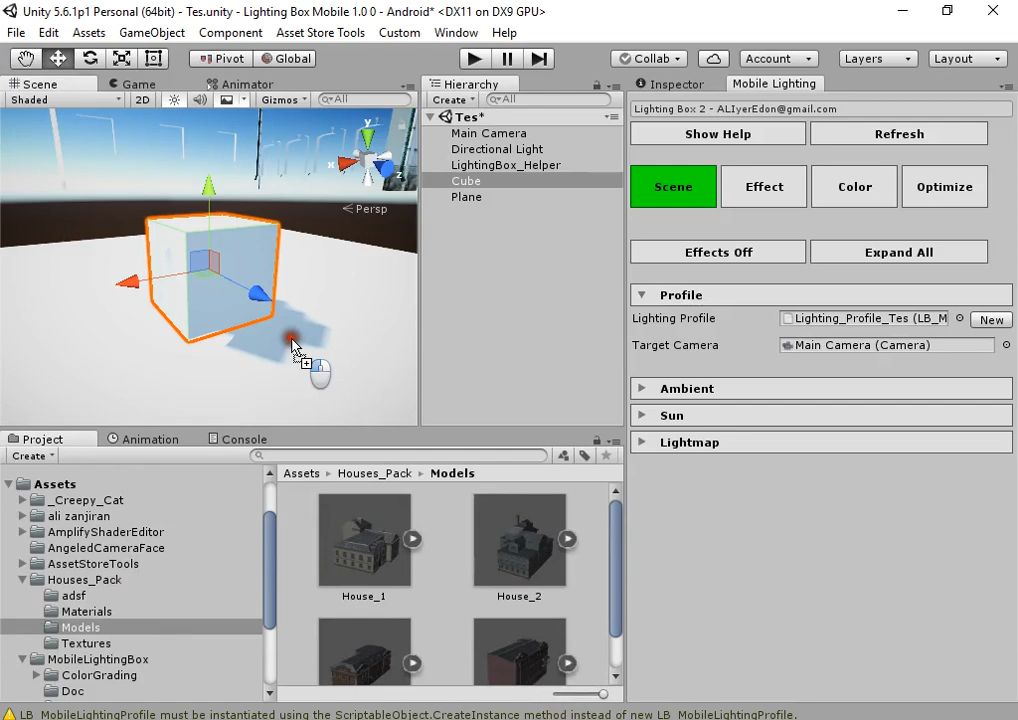 Unity 5.6.1p1 Personal (64bit) - Tes.unity - Lighting Box Mobile 1.0 0 - Android* <DX11 on DX9 GPU>
File Edit Assets GameObject Component Asset Store Tools Custom Window Help
Pivot Global Collab Account Layers Layout
Scene Game Animator
Shaded 2D Gizmos All
y
x
z
Persp
Hierarchy
Create All
Tes*
Main Camera
Directional Light
LightingBox_Helper
Cube
Plane
Inspector Mobile Lighting
Lighting Box 2 - ALIyerEdon@gmail.com
Show Help Refresh
Scene Effect Color Optimize
Effects Off Expand All
Profile
Lighting Profile Lighting_Profile_Tes (LB_M New
Target Camera Main Camera (Camera)
Ambient
Sun
Lightmap
Project Animation Console
Create
Assets
_Creepy_Cat
ali zanjiran
AmplifyShaderEditor
AngeledCameraFace
AssetStoreTools
Houses_Pack
adsf
Materials
Models
Textures
MobileLightingBox
ColorGrading
Doc
Assets Houses_Pack Models
House_1 House_2
LB_MobileLightingProfile must be instantiated using the ScriptableObject.CreateInstance method instead of new LB_MobileLightingProfile.